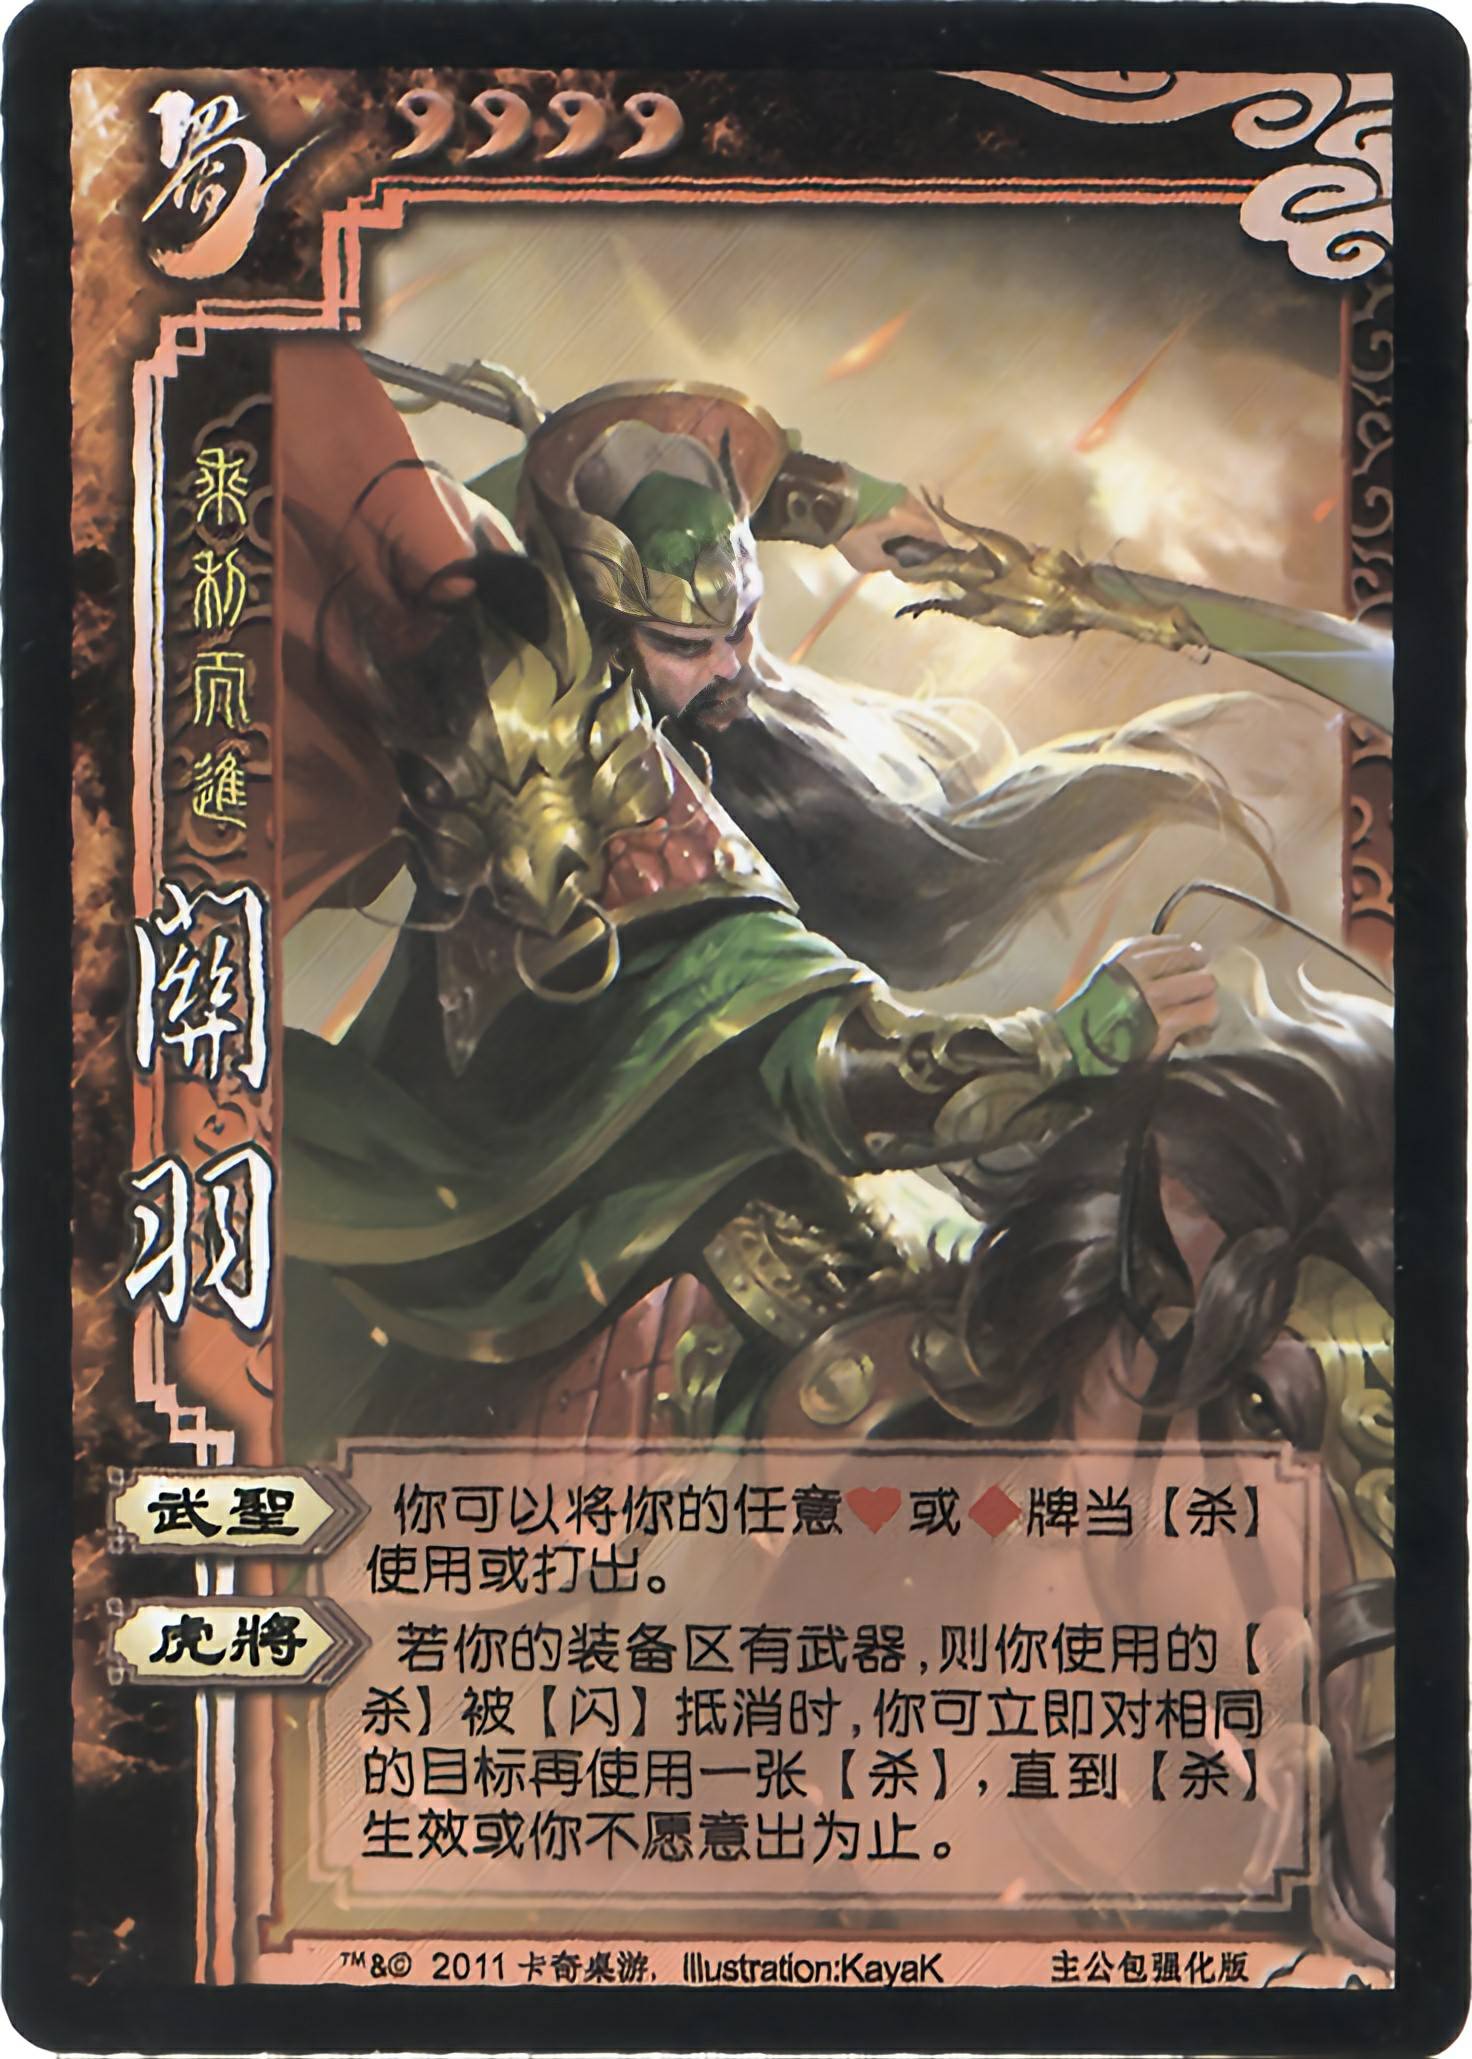 蜀
乘利而進
關羽
武聖
你可以将你的任意♥或♦牌当【杀】
使用或打出。
虎將
若你的装备区有武器,则你使用的【
杀】被【闪】抵消时,你可立即对相同
的目标再使用一张【杀】,直到【杀】
生效或你不愿意出为止。
™&© 2011 卡奇桌游. Illustration:KayaK
主公包强化版